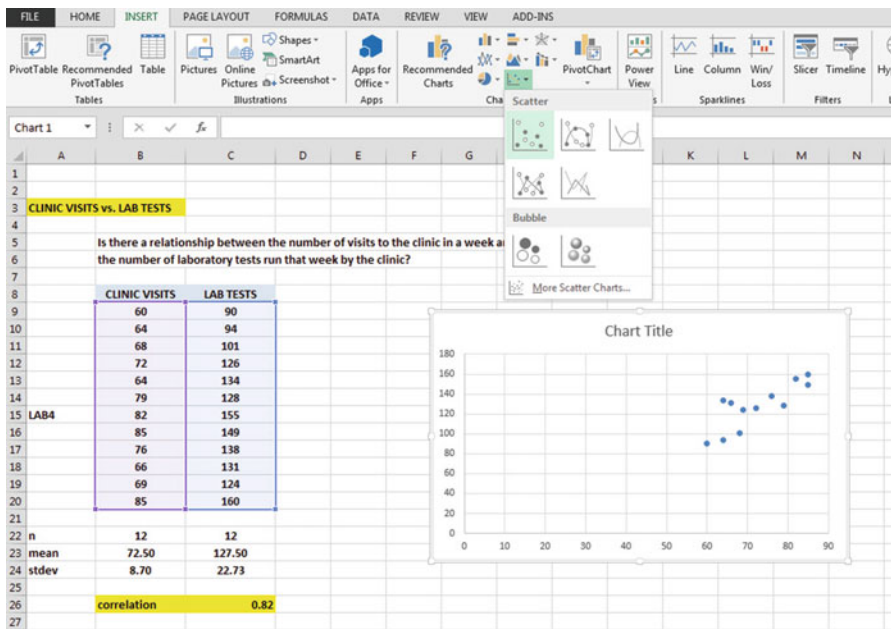 FILE HOME INSERT PAGE LAYOUT FORMULAS DATA REVIEW VIEW ADD-INS
PivotTable Recommended PivotTables Table
Tables
Pictures Online Pictures Shapes SmartArt Screenshot
Illustrations
Apps for Office
Apps
Recommended Charts
Cha
PivotChart
Power View
s
Line Column Win/ Loss
Sparklines
Slicer Timeline
Filters
Hy
Chart 1 fx
Scatter
Bubble
More Scatter Charts...
A B C D E F G K L M N
1
2
3 CLINIC VISITS vs. LAB TESTS
4
5 Is there a relationship between the number of visits to the clinic in a week a
6 the number of laboratory tests run that week by the clinic?
7
8 CLINIC VISITS LAB TESTS
9 60 90
10 64 94
11 68 101
12 72 126
13 64 134
14 79 128
15 LAB4 82 155
16 85 149
17 76 138
18 66 131
19 69 124
20 85 160
21
22 n 12 12
23 mean 72.50 127.50
24 stdev 8.70 22.73
25
26 correlation 0.82
27
Chart Title
180
160
140
120
100
80
60
40
20
0
0 10 20 30 40 50 60 70 80 90